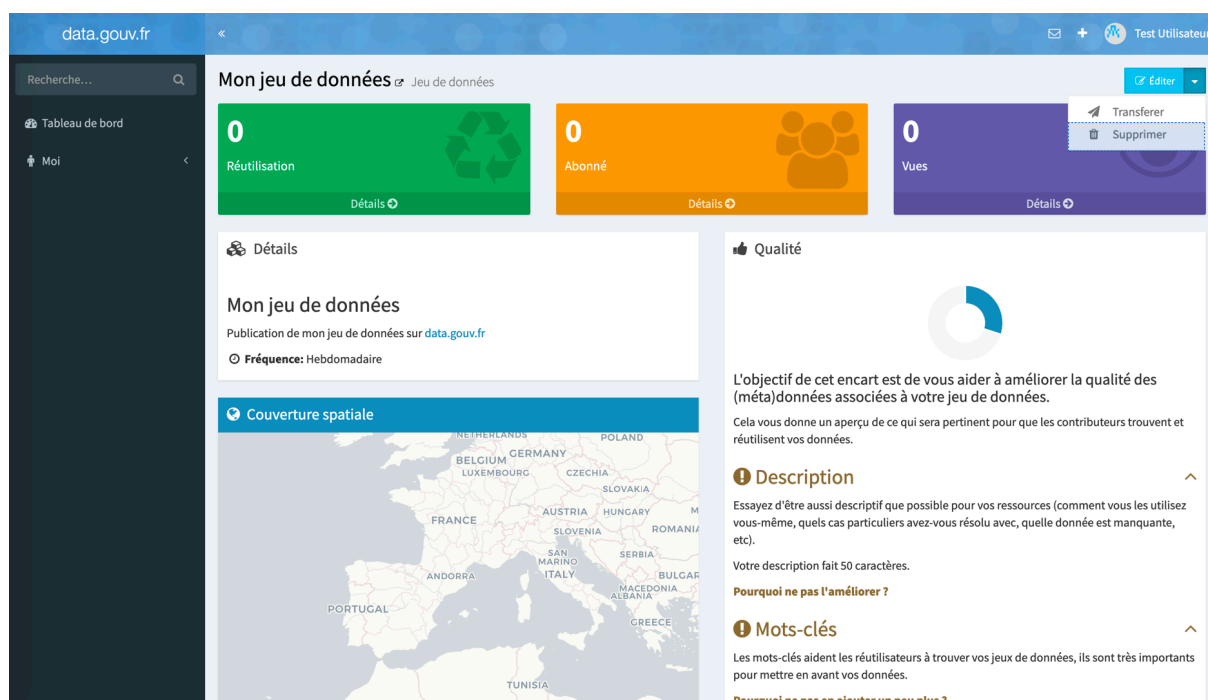 data.gouv.fr
«
Test Utilisateur
Recherche...
Tableau de bord
Moi
Mon jeu de données Jeu de données
Éditer
Transferer
Supprimer
0
Réutilisation
Détails
0
Abonné
Détails
0
Vues
Détails
Détails
Mon jeu de données
Publication de mon jeu de données sur data.gouv.fr
Fréquence: Hebdomadaire
Couverture spatiale
NETHERLANDS
POLAND
BELGIUM
GERMANY
LUXEMBOURG
CZECHIA
SLOVAKIA
AUSTRIA
HUNGARY
M
FRANCE
SLOVENIA
ROMANIA
SAN
MARINO
SERBIA
ANDORRA
ITALY
BULGAR
MACEDONIA
ALBANIA
PORTUGAL
GREECE
TUNISIA
Qualité
L'objectif de cet encart est de vous aider à améliorer la qualité des
(méta)données associées à votre jeu de données.
Cela vous donne un aperçu de ce qui sera pertinent pour que les contributeurs trouvent et
réutilisent vos données.
Description
Essayez d'être aussi descriptif que possible pour vos ressources (comment vous les utilisez
vous-même, quels cas particuliers avez-vous résolu avec, quelle donnée est manquante,
etc).
Votre description fait 50 caractères.
Pourquoi ne pas l'améliorer ?
Mots-clés
Les mots-clés aident les réutilisateurs à trouver vos jeux de données, ils sont très importants
pour mettre en avant vos données.
Pourquoi ne pas en ajouter un peu plus ?